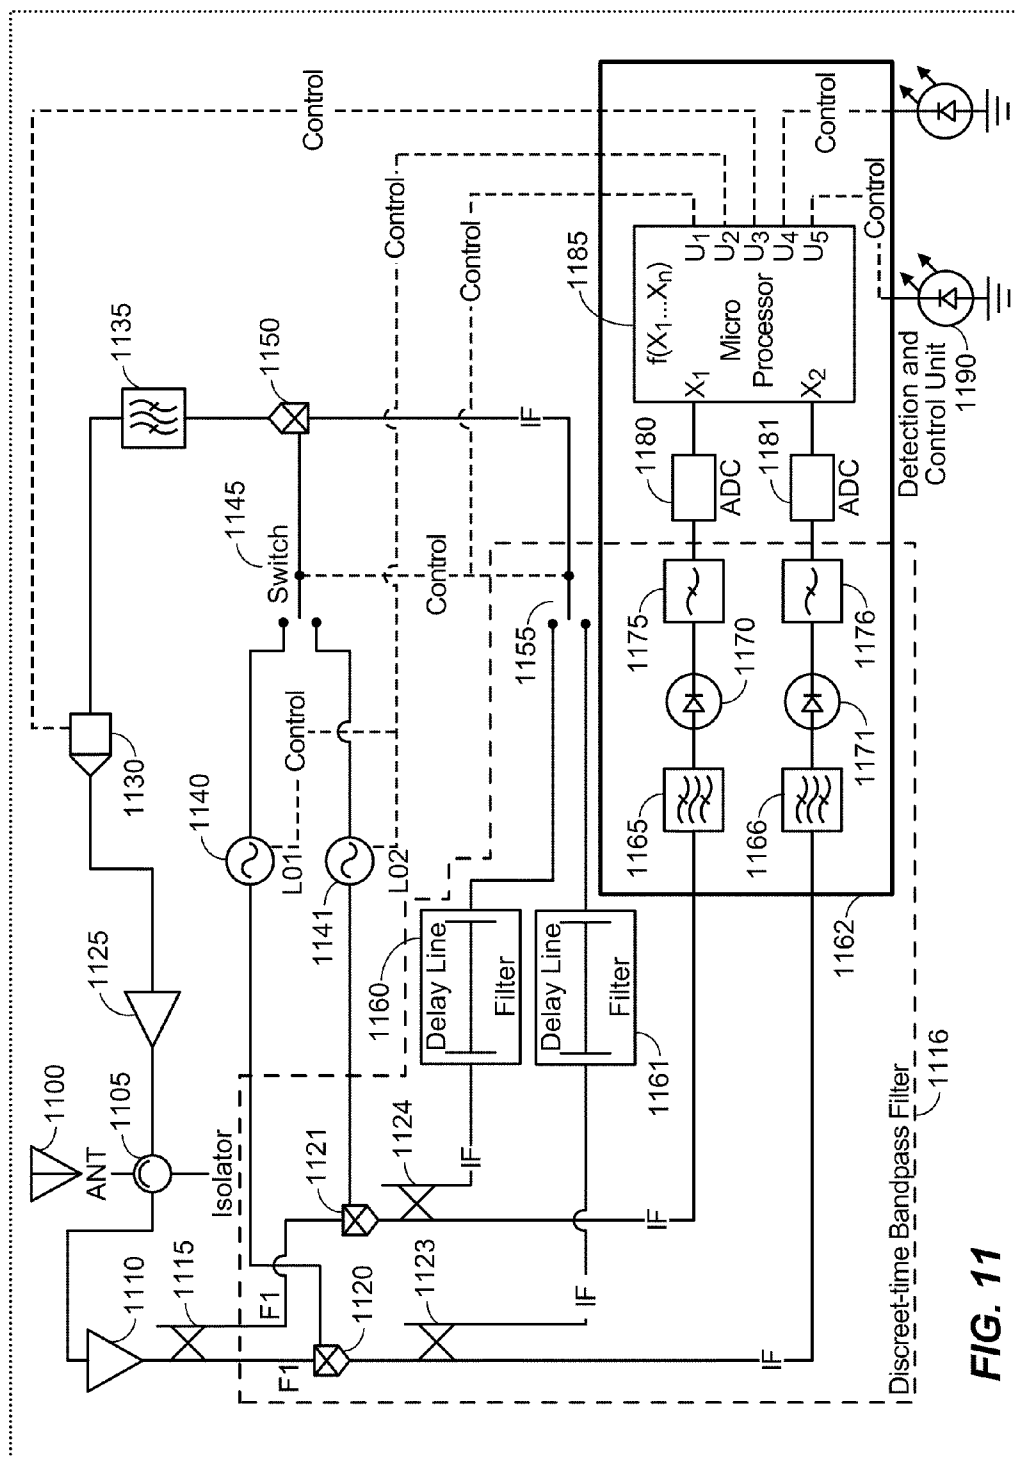 1100
ANT
1105
Isolator
1110
1115
F1
F1
1125
1130
1135
Control
1140
L01
1141
L02
Control
Switch
1145
1150
Control
Control
Control
IF
1155
1120
1121
1123
1124
IF
IF
IF
IF
1160
Delay Line
Filter
Delay Line
Filter
1161
1162
1165
1166
1170
1171
1175
1176
1180
ADC
1181
ADC
1185
f(X1...Xn)
Micro
Processor
X1
X2
U1
U2
U3
U4
U5
Control
Control
Detection and
Control Unit
1190
Discreet-time Bandpass Filter
1116
FIG. 11